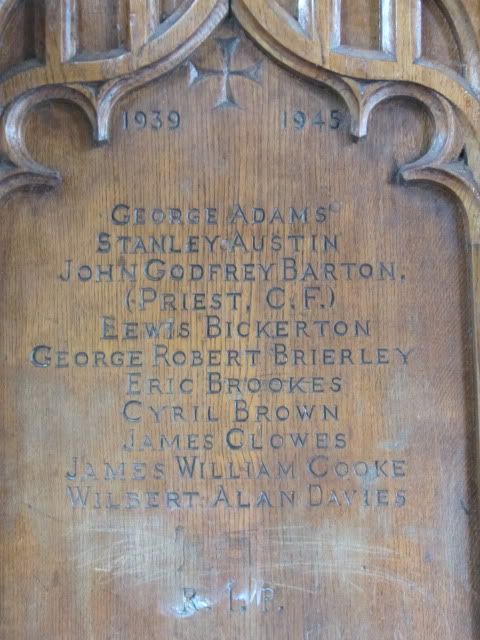 1939 1945
GEORGE ADAMS
STANLEY AUSTIN
JOHN GODFREY BARTON.
(PRIEST, C.F.)
EEWIS BICKERTON
GEORGE ROBERT BRIERLEY
ERIC BROOKES
CYRIL BROWN
JAMES CLOWES
JAMES WILLIAM COOKE
WILBERT ALAN DAVIES
R.I.P.